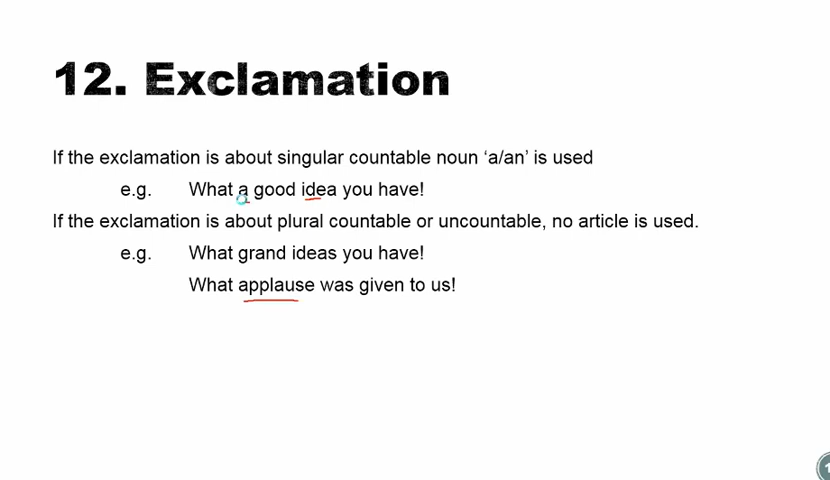 12. Exclamation
If the exclamation is about singular countable noun ‘a/an’ is used
e.g. What a good idea you have!
If the exclamation is about plural countable or uncountable, no article is used.
e.g. What grand ideas you have!
What applause was given to us!